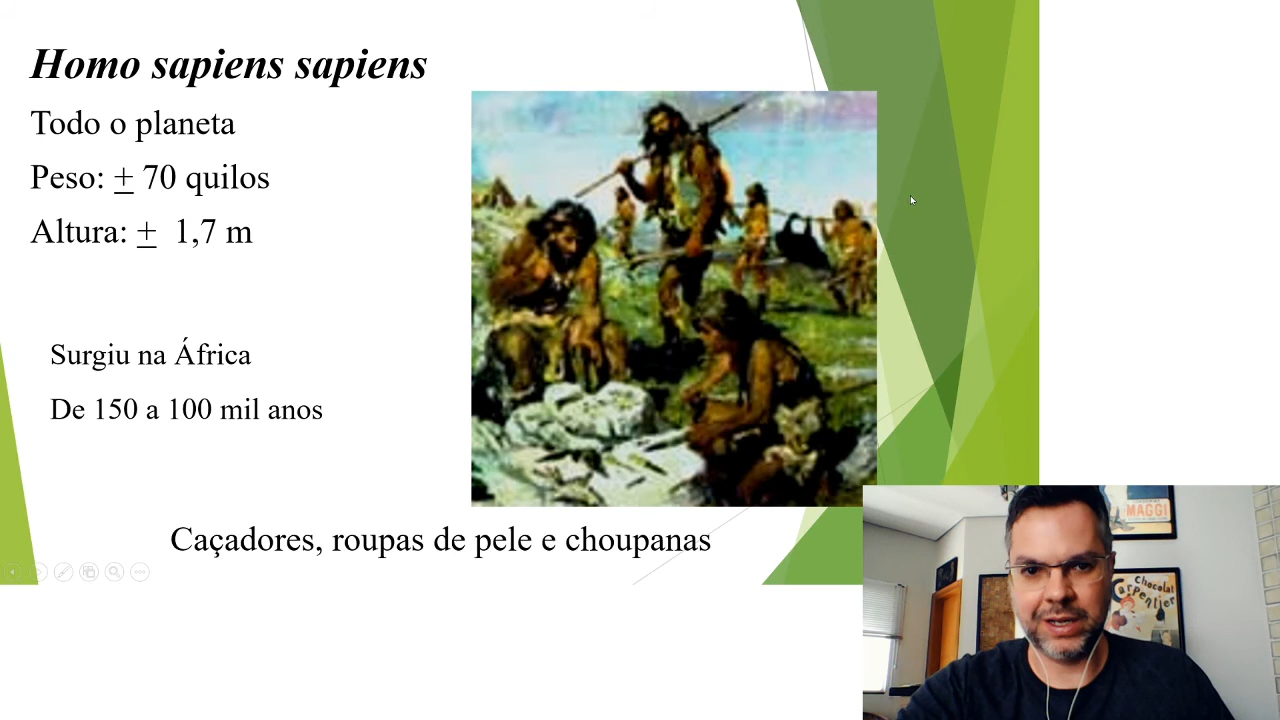 Homo sapiens sapiens
Todo o planeta
Peso: ± 70 quilos
Altura: ± 1,7 m
Surgiu na África
De 150 a 100 mil anos
Caçadores, roupas de pele e choupanas
MAGGI
Chocolat
Carpentier